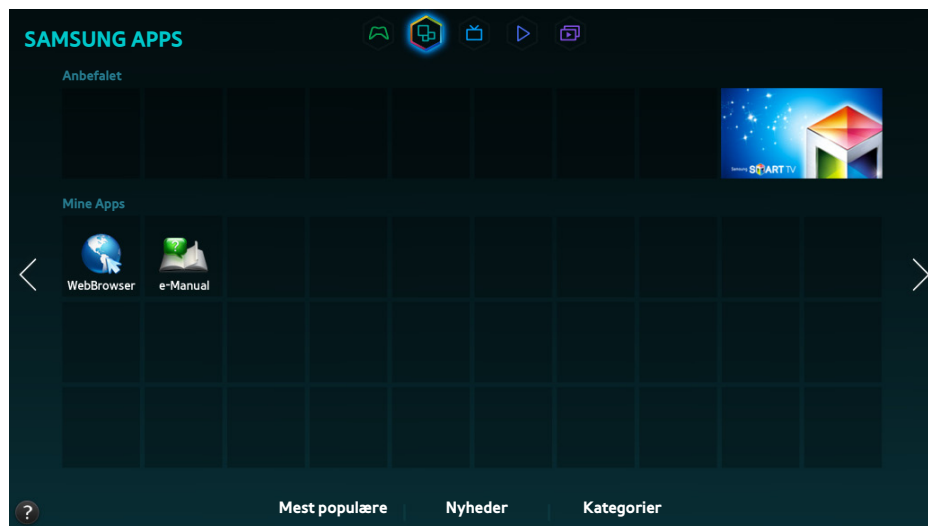 SAMSUNG APPS
Anbefalet
Samsung SMART TV
Mine Apps
WebBrowser e-Manual
?
Mest populære Nyheder Kategorier